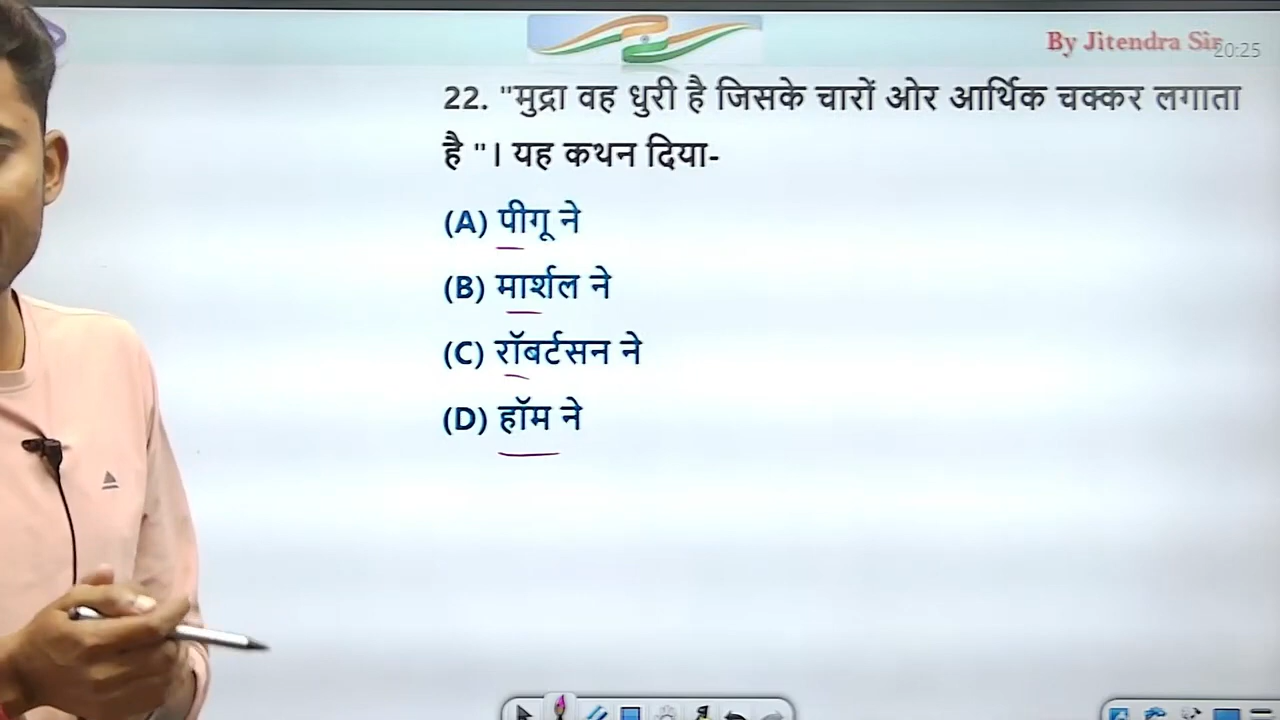 By Jitendra Sir
20:25
22. "मुद्रा वह धुरी है जिसके चारों ओर आर्थिक चक्कर लगाता
है "। यह कथन दिया-
(A) पीगू ने
(B) मार्शल ने
(C) रॉबर्टसन ने
(D) हॉम ने